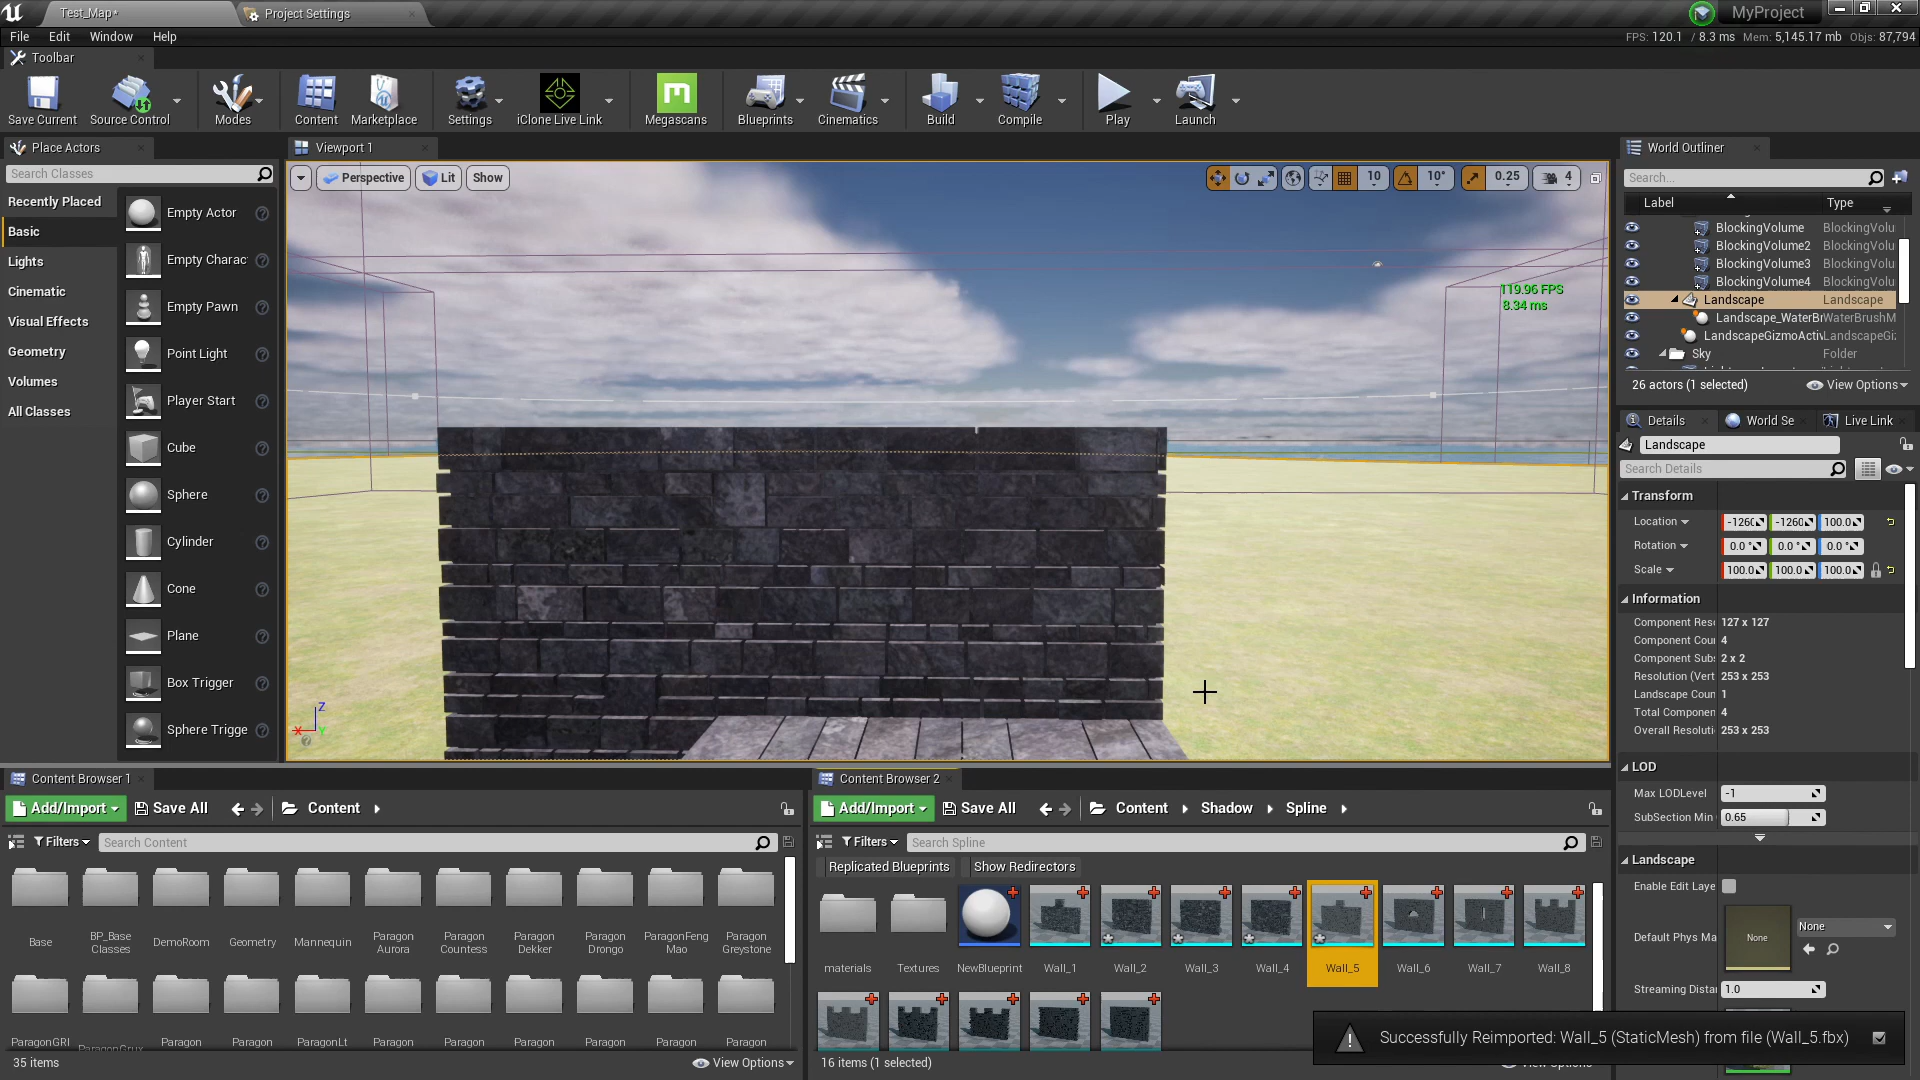 Test_Map*
Project Settings
MyProject
File
Edit
Window
Help
FPS: 120.1 / 8.3 ms Mem: 5,145.17 mb Objs: 87,794
Toolbar
Save Current
Source Control
Modes
Content
Marketplace
Settings
iClone Live Link
Megascans
Blueprints
Cinematics
Build
Compile
Play
Launch
Place Actors
Search Classes
Recently Placed
Basic
Lights
Cinematic
Visual Effects
Geometry
Volumes
All Classes
Empty Actor
Empty Charac
Empty Pawn
Point Light
Player Start
Cube
Sphere
Cylinder
Cone
Plane
Box Trigger
Sphere Trigge
Viewport 1
Perspective
Lit
Show
10
10°
0.25
4
119.96 FPS
8.34 ms
Z
X
Y
World Outliner
Search...
Label
Type
BlockingVolume BlockingVolu
BlockingVolume2 BlockingVolu
BlockingVolume3 BlockingVolu
BlockingVolume4 BlockingVolu
Landscape Landscape
Landscape_WaterBr WaterBrushM
LandscapeGizmoActiv LandscapeGiz
Sky Folder
26 actors (1 selected)
View Options
Details
World Se
Live Link
Landscape
Search Details
Transform
Location -1260 -1260 100.0
Rotation 0.0 ° 0.0 ° 0.0 °
Scale 100.0 100.0 100.0
Information
Component Reso 127 x 127
Component Cou 4
Component Subs 2 x 2
Resolution (Vert 253 x 253
Landscape Coun 1
Total Componen 4
Overall Resoluti 253 x 253
LOD
Max LODLevel -1
SubSection Min 0.65
Landscape
Enable Edit Laye
Default Phys Ma
None
None
Streaming Distar 1.0
Content Browser 1
Add/Import
Save All
Content
Filters
Search Content
Base
BP_Base Classes
DemoRoom
Geometry
Mannequin
Paragon Aurora
Paragon Countess
Paragon Dekker
Paragon Drongo
ParagonFeng Mao
Paragon Greystone
ParagonGRI
ParagonGrux
Paragon
Paragon
ParagonLt
Paragon
Paragon
Paragon
Paragon
Paragon
Paragon
35 items
View Options
Content Browser 2
Add/Import
Save All
Content
Shadow
Spline
Filters
Search Spline
Replicated Blueprints
Show Redirectors
materials
Textures
NewBlueprint
Wall_1
Wall_2
Wall_3
Wall_4
Wall_5
Wall_6
Wall_7
Wall_8
16 items (1 selected)
View Options
Successfully Reimported: Wall_5 (StaticMesh) from file (Wall_5.fbx)